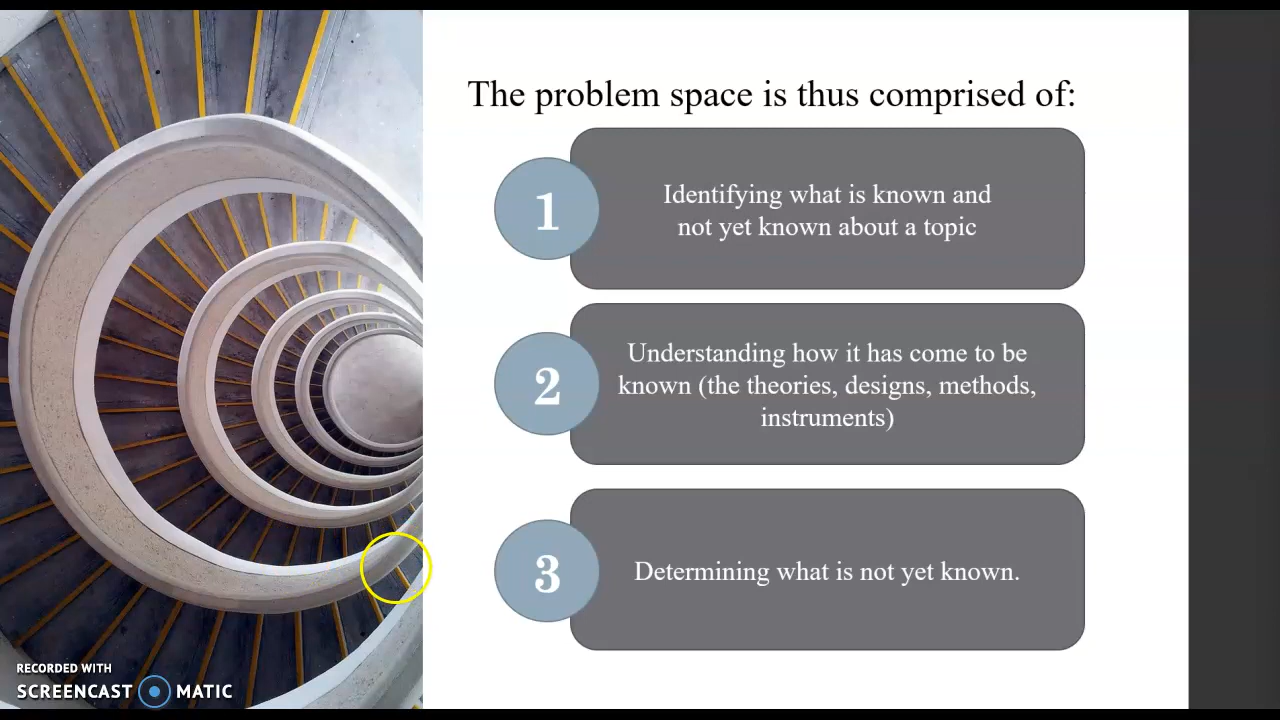 The problem space is thus comprised of:
1
Identifying what is known and
not yet known about a topic
2
Understanding how it has come to be
known (the theories, designs, methods,
instruments)
3
Determining what is not yet known.
RECORDED WITH
SCREENCAST MATIC